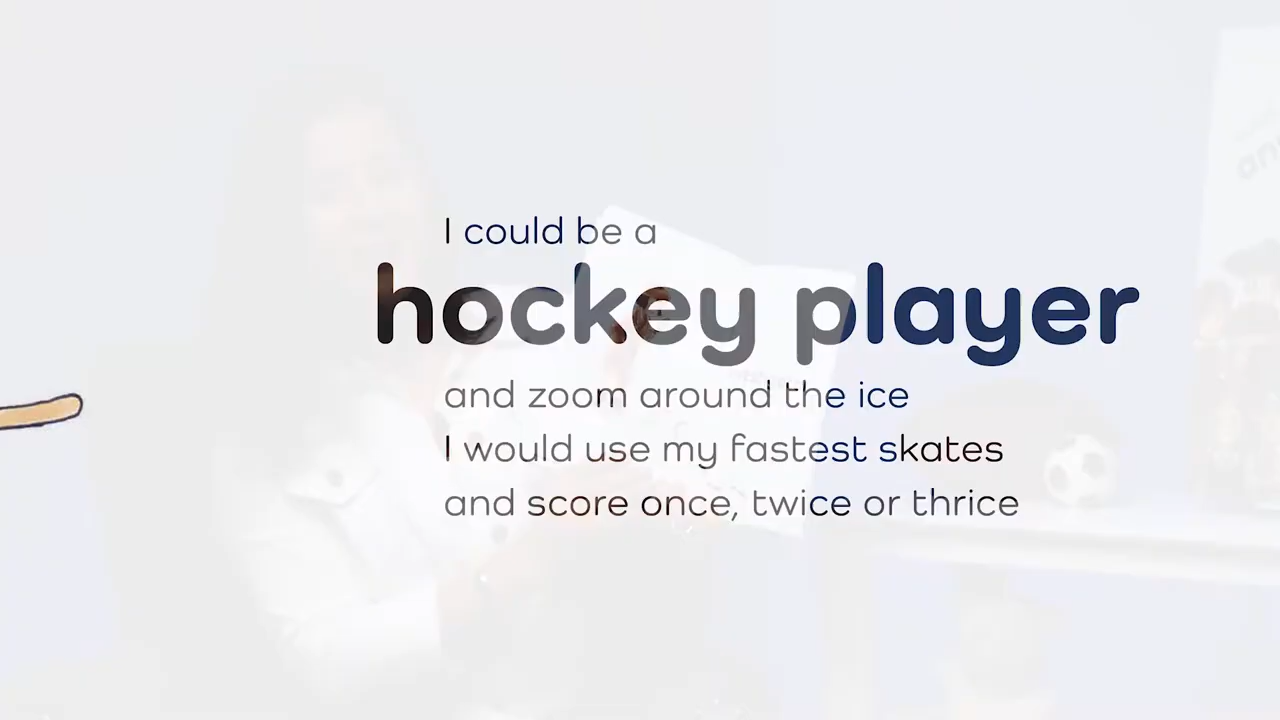 I could be a
hockey player
and zoom around the ice
I would use my fastest skates
and score once, twice or thrice